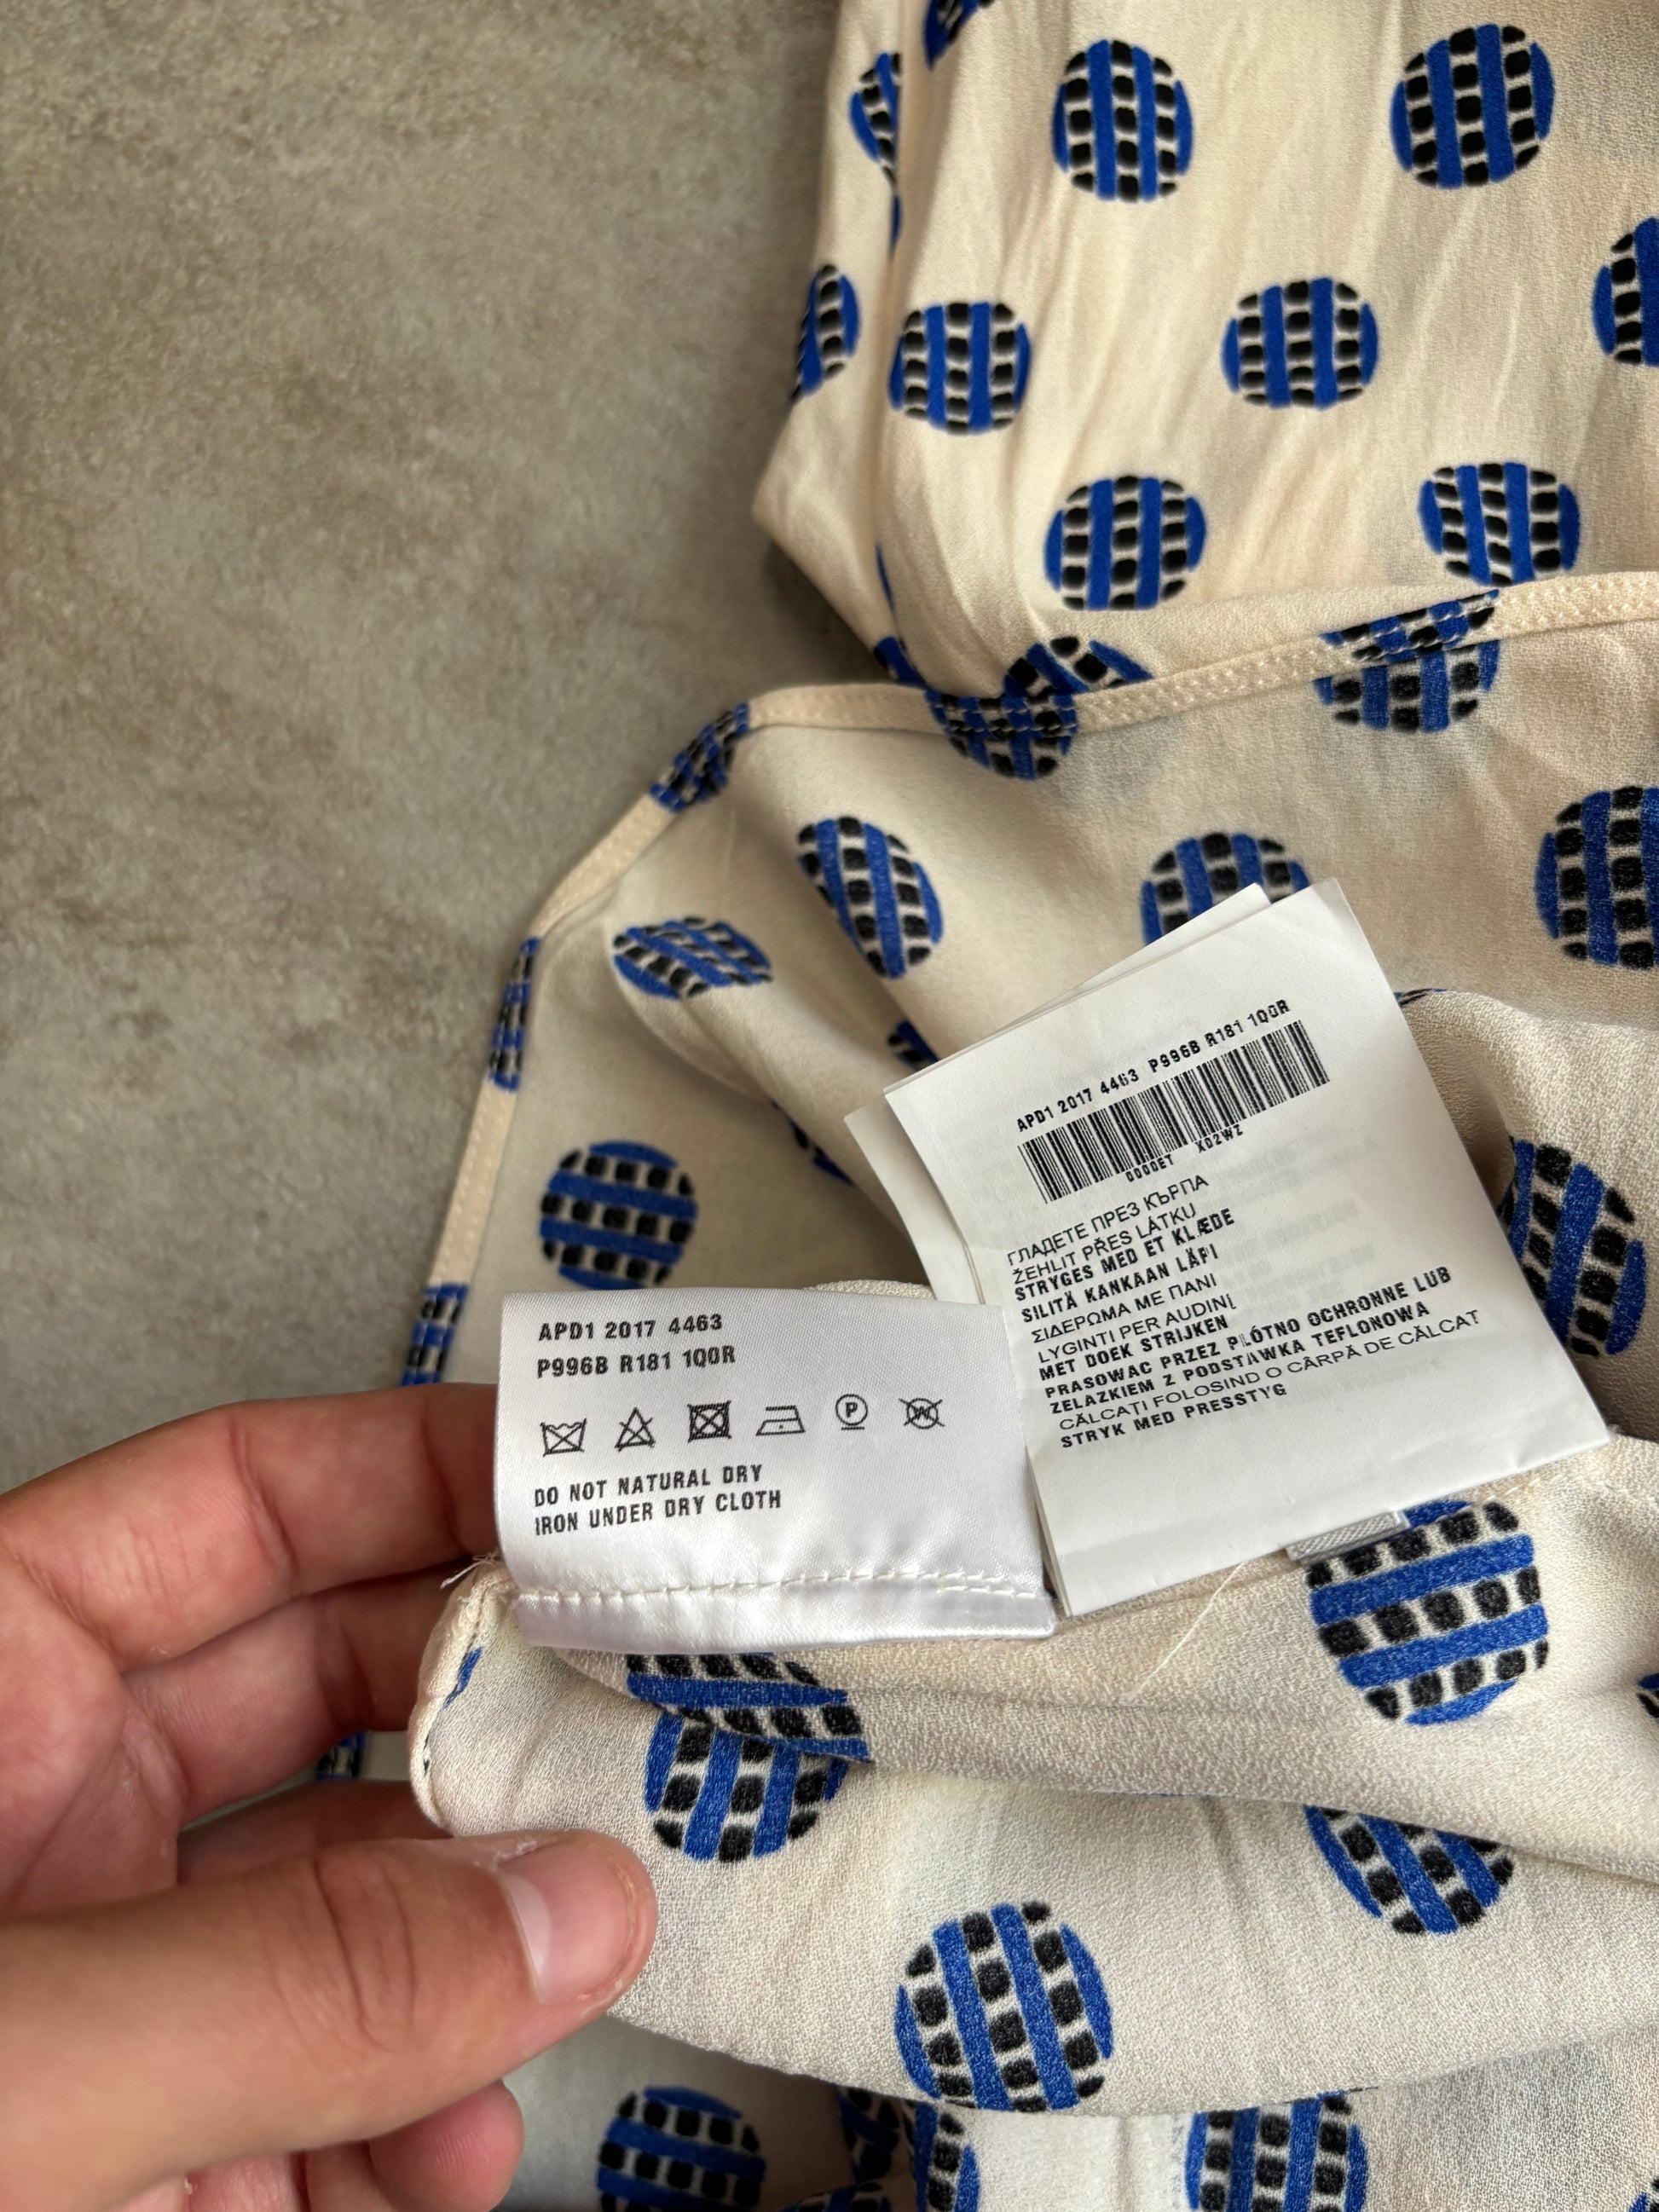 APD1 2017 4463 P996B R181 1Q0R
0000ET X02WZ
ГЛАДЕТЕ ПРЕЗ КЪРПА
ŽEHLIT PŘES LÁTKU
STRYGES MED ET KLÆDE
SILITÄ KANKAAN LÄPI
ΣΙΔΕΡΩΜΑ ΜΕ ΠΑΝΙ
LYGINTI PER AUDINĮ
MET DOEK STRIJKEN
PRASOWAC PRZEZ PŁÓTNO OCHRONNE LUB
ZELAZKIEM Z PODSTAWKA TEFLONOWA
CĂLCAȚI FOLOSIND O CÂRPĂ DE CĂLCAT
STRYK MED PRESSTYG
APD1 2017 4463
P996B R181 1Q0R
P W
DO NOT NATURAL DRY
IRON UNDER DRY CLOTH